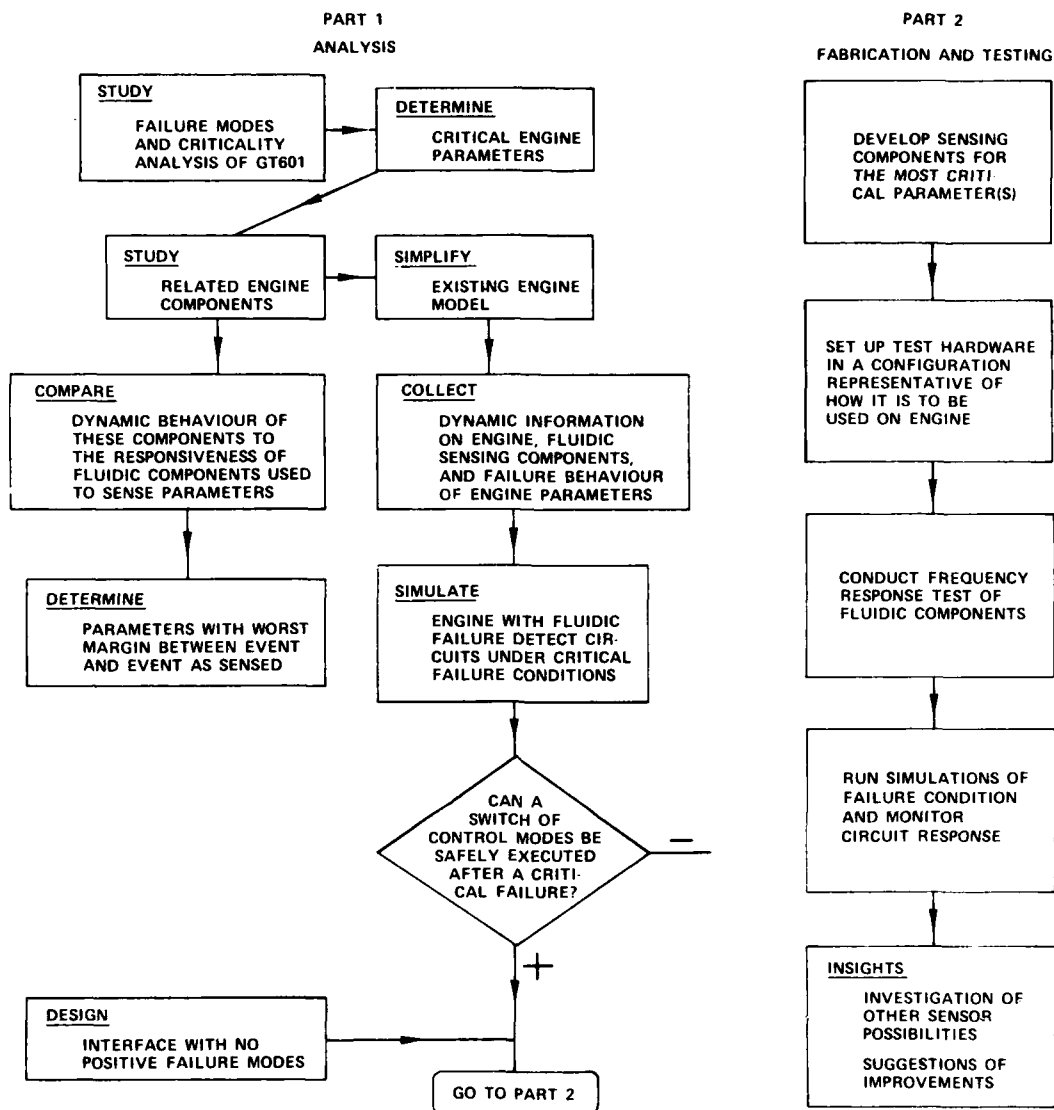 PART 1
ANALYSIS
STUDY
FAILURE MODES
AND CRITICALITY
ANALYSIS OF GT601
DETERMINE
CRITICAL ENGINE
PARAMETERS
STUDY
RELATED ENGINE
COMPONENTS
SIMPLIFY
EXISTING ENGINE
MODEL
COMPARE
DYNAMIC BEHAVIOUR OF
THESE COMPONENTS TO
THE RESPONSIVENESS OF
FLUIDIC COMPONENTS USED
TO SENSE PARAMETERS
COLLECT
DYNAMIC INFORMATION
ON ENGINE, FLUIDIC
SENSING COMPONENTS,
AND FAILURE BEHAVIOUR
OF ENGINE PARAMETERS
DETERMINE
PARAMETERS WITH WORST
MARGIN BETWEEN EVENT
AND EVENT AS SENSED
SIMULATE
ENGINE WITH FLUIDIC
FAILURE DETECT CIR-
CUITS UNDER CRITICAL
FAILURE CONDITIONS
CAN A
SWITCH OF
CONTROL MODES BE
SAFELY EXECUTED
AFTER A CRITI-
CAL FAILURE?
—
+
DESIGN
INTERFACE WITH NO
POSITIVE FAILURE MODES
GO TO PART 2
PART 2
FABRICATION AND TESTING
DEVELOP SENSING
COMPONENTS FOR
THE MOST CRITI-
CAL PARAMETER(S)
SET UP TEST HARDWARE
IN A CONFIGURATION
REPRESENTATIVE OF
HOW IT IS TO BE
USED ON ENGINE
CONDUCT FREQUENCY
RESPONSE TEST OF
FLUIDIC COMPONENTS
RUN SIMULATIONS OF
FAILURE CONDITION
AND MONITOR
CIRCUIT RESPONSE
INSIGHTS
INVESTIGATION OF
OTHER SENSOR
POSSIBILITIES
SUGGESTIONS OF
IMPROVEMENTS